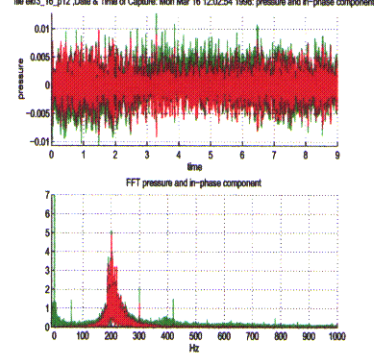 file eb03_16_p12 ,Date & Time of Capture: Mon Mar 16 12:02:54 1998: pressure and in-phase component
0.01
0.005
0
−0.005
−0.01
pressure
0 1 2 3 4 5 6 7 8 9
time
FFT pressure and in−phase component
7
6
5
4
3
2
1
0
0 100 200 300 400 500 600 700 800 900 1000
Hz